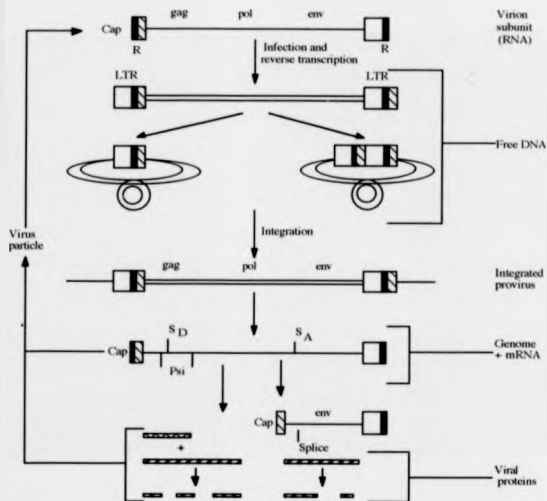 gag pol env
Cap
R R
Virion
subunit
(RNA)
Infection and
reverse transcription
LTR LTR
Free DNA
Integration
Virus
particle
gag pol env
Integrated
provirus
S D S A
Cap
Psi
Genome
+ mRNA
Cap env
Splice
+
Viral
proteins